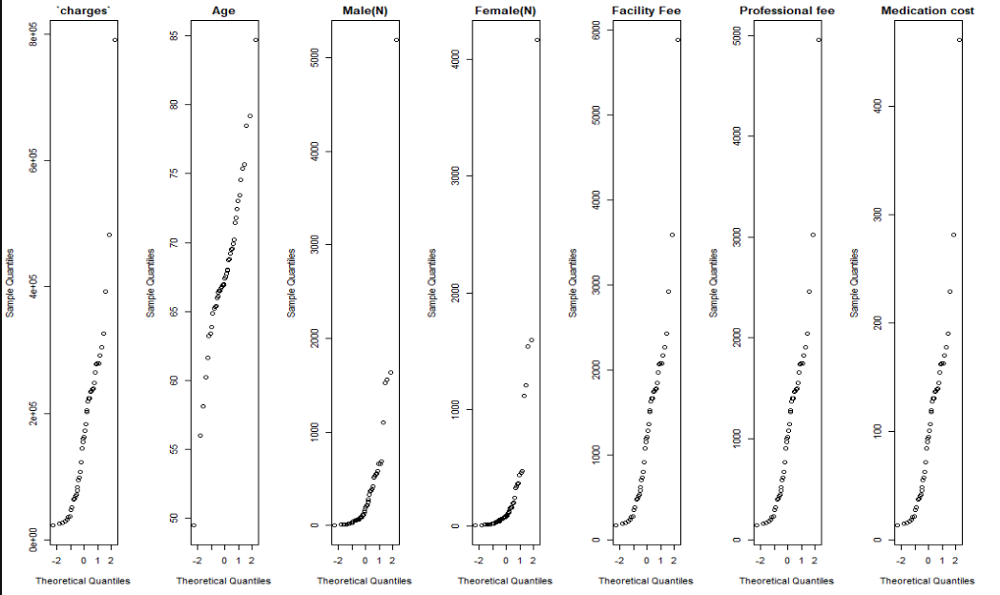 `charges`
Sample Quantiles
0e+00 2e+05 4e+05 6e+05 8e+05
-2 0 1 2
Theoretical Quantiles
Age
Sample Quantiles
50 55 60 65 70 75 80 85
-2 0 1 2
Theoretical Quantiles
Male(N)
Sample Quantiles
0 1000 2000 3000 4000 5000
-2 0 1 2
Theoretical Quantiles
Female(N)
Sample Quantiles
0 1000 2000 3000 4000
-2 0 1 2
Theoretical Quantiles
Facility Fee
Sample Quantiles
0 1000 2000 3000 4000 5000 6000
-2 0 1 2
Theoretical Quantiles
Professional fee
Sample Quantiles
0 1000 2000 3000 4000 5000
-2 0 1 2
Theoretical Quantiles
Medication cost
Sample Quantiles
0 100 200 300 400
-2 0 1 2
Theoretical Quantiles